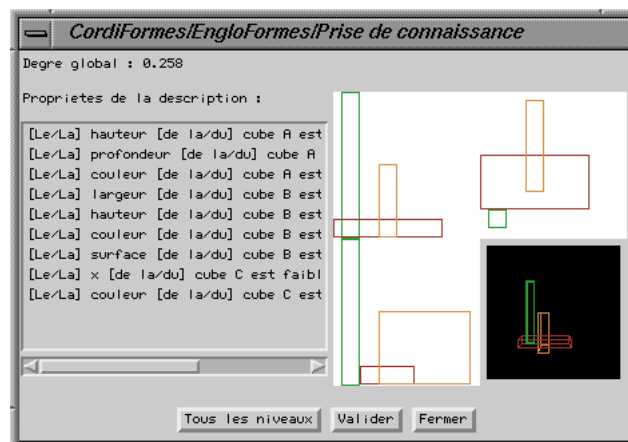 CordiFormes/EngloFormes/Prise de connaissance
Degre global : 0.258
Proprietes de la description :
[Le/La] hauteur [de la/du] cube A est
[Le/La] profondeur [de la/du] cube A
[Le/La] couleur [de la/du] cube A est
[Le/La] largeur [de la/du] cube B est
[Le/La] hauteur [de la/du] cube B est
[Le/La] couleur [de la/du] cube B est
[Le/La] surface [de la/du] cube B est
[Le/La] x [de la/du] cube C est faibl
[Le/La] couleur [de la/du] cube C est
Tous les niveaux Valider Fermer